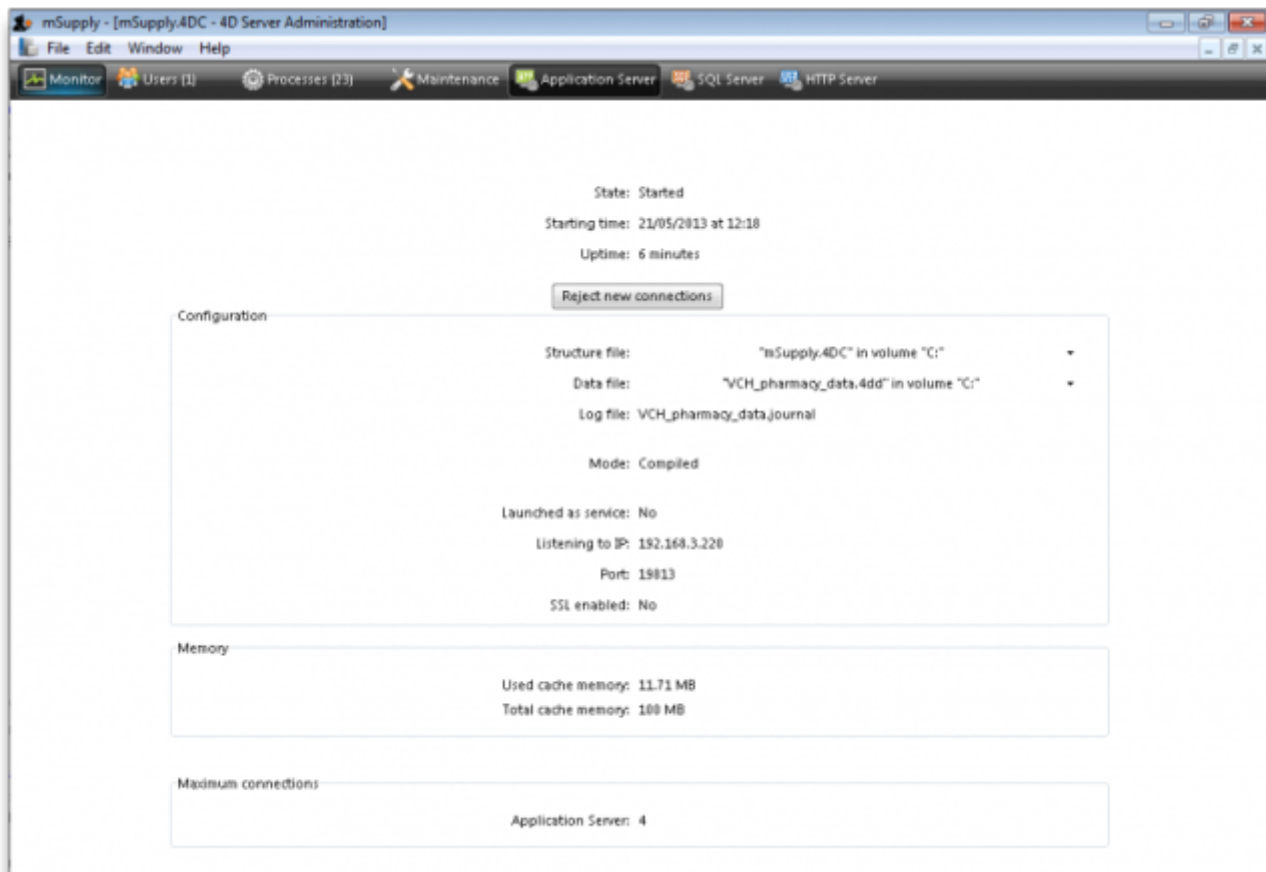 mSupply - [mSupply.4DC - 4D Server Administration]
File Edit Window Help
Monitor Users (1) Processes (23) Maintenance Application Server SQL Server HTTP Server
State: Started
Starting time: 21/05/2013 at 12:18
Uptime: 6 minutes
Reject new connections
Configuration
Structure file: "mSupply.4DC" in volume "C:"
Data file: "VCH_pharmacy_data.4dd" in volume "C:"
Log file: VCH_pharmacy_data.journal
Mode: Compiled
Launched as service: No
Listening to IP: 192.168.3.220
Port: 19813
SSL enabled: No
Memory
Used cache memory: 11.71 MB
Total cache memory: 100 MB
Maximum connections
Application Server: 4